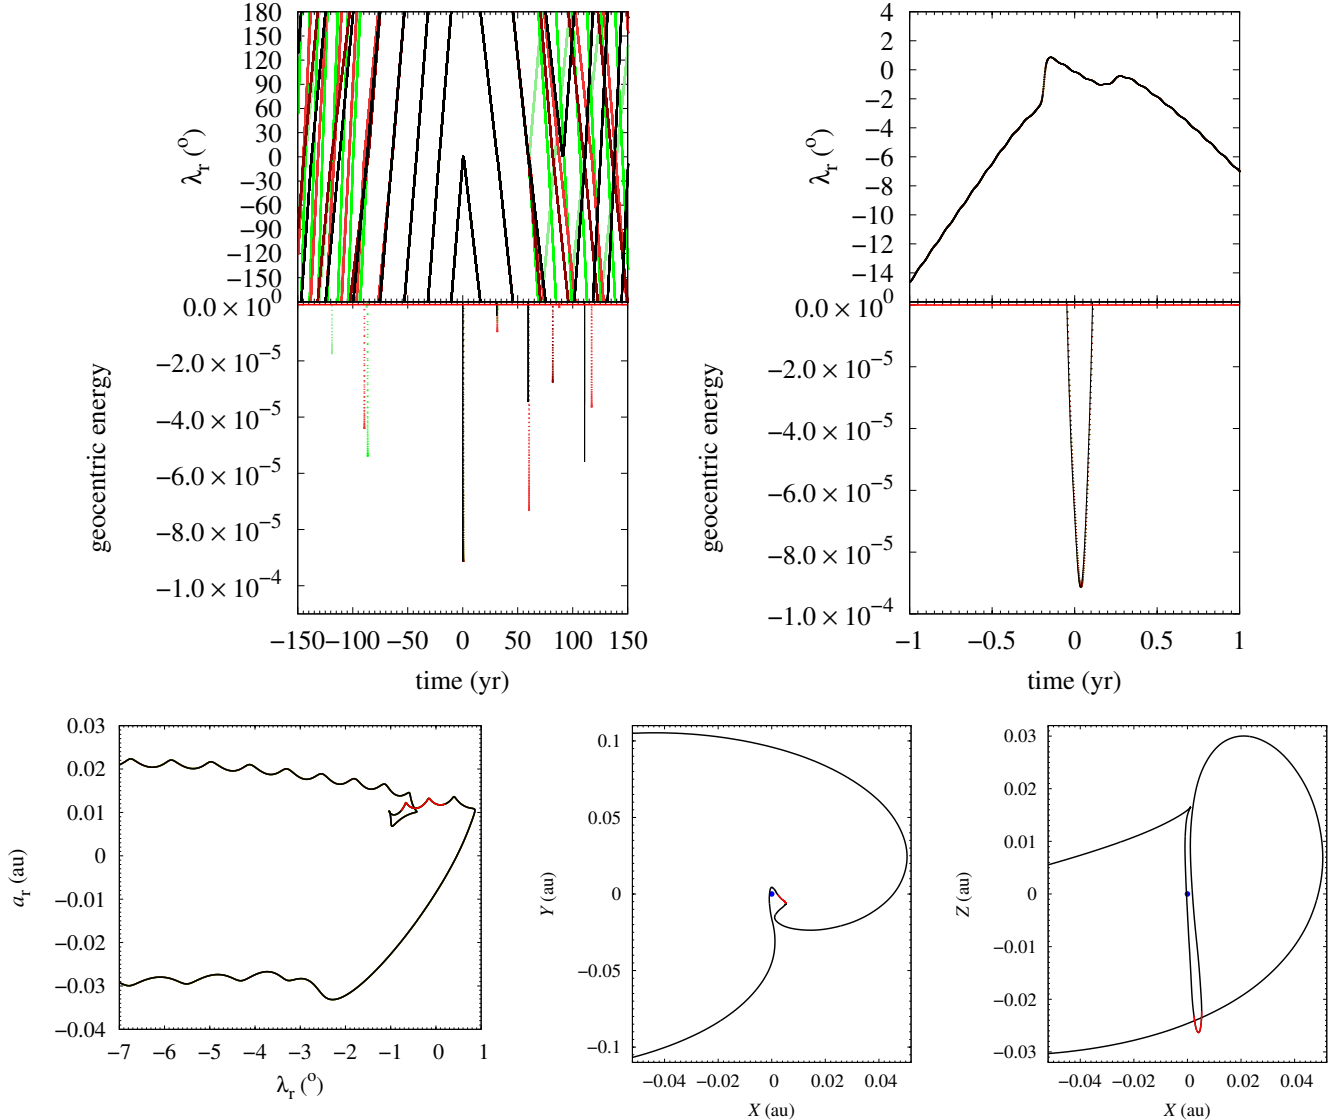 180
150
120
90
60
30
0
−30
−60
−90
−120
−150
0
λr (o)
0.0 × 10
−2.0 × 10−5
−4.0 × 10−5
−6.0 × 10−5
−8.0 × 10−5
−1.0 × 10−4
geocentric energy
−150 −100 −50 0 50 100 150
time (yr)
4
2
0
−2
−4
−6
−8
−10
−12
−14
0
λr (o)
0.0 × 10
−2.0 × 10−5
−4.0 × 10−5
−6.0 × 10−5
−8.0 × 10−5
−1.0 × 10−4
geocentric energy
−1 −0.5 0 0.5 1
time (yr)
0.03
0.02
0.01
0
−0.01
−0.02
−0.03
−0.04
ar (au)
−7 −6 −5 −4 −3 −2 −1 0 1
λr (o)
0.1
0.05
0
−0.05
−0.1
Y (au)
−0.04 −0.02 0 0.02 0.04
X (au)
0.03
0.02
0.01
0
−0.01
−0.02
−0.03
Z (au)
−0.04 −0.02 0 0.02 0.04
X (au)